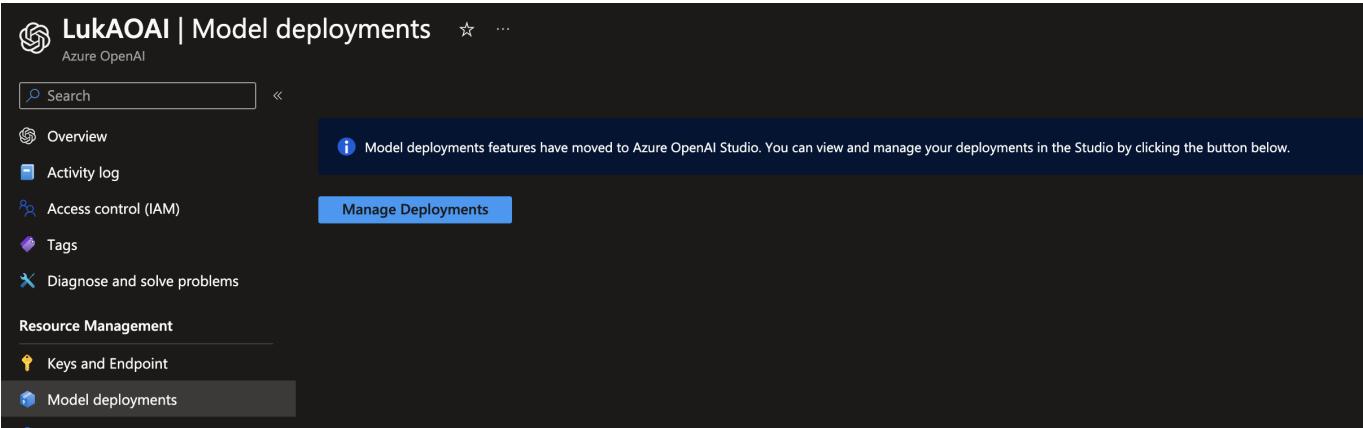 LukAOAI | Model deployments
Azure OpenAI
Search
Overview
Activity log
Access control (IAM)
Tags
Diagnose and solve problems
Resource Management
Keys and Endpoint
Model deployments
Model deployments features have moved to Azure OpenAI Studio. You can view and manage your deployments in the Studio by clicking the button below.
Manage Deployments